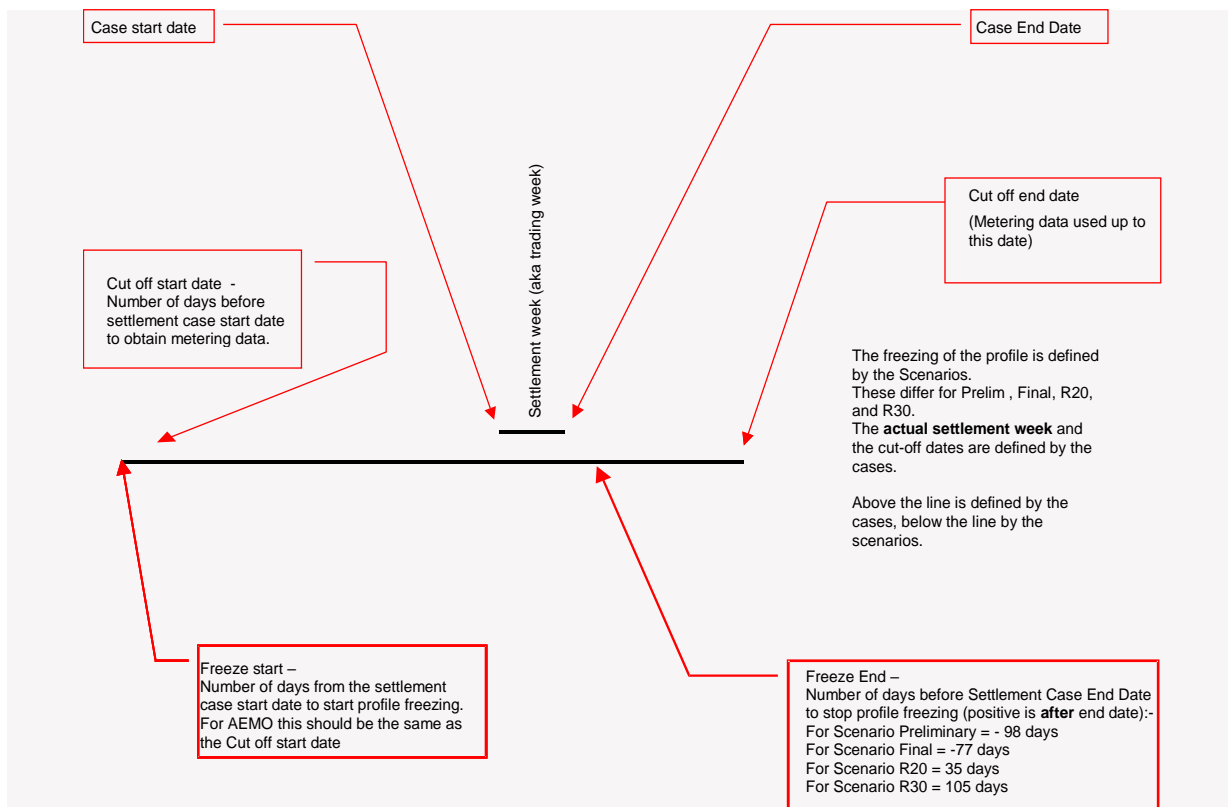 Case start date
Case End Date
Settlement week (aka trading week)
Cut off end date
(Metering data used up to
this date)
Cut off start date  -
Number of days before
settlement case start date
to obtain metering data.
The freezing of the profile is defined
by the Scenarios.
These differ for Prelim , Final, R20,
and R30.
The actual settlement week and
the cut-off dates are defined by the
cases.
Above the line is defined by the
cases, below the line by the
scenarios.
Freeze start –
Number of days from the settlement
case start date to start profile freezing.
For AEMO this should be the same as
the Cut off start date
Freeze End –
Number of days before Settlement Case End Date
to stop profile freezing (positive is after end date):-
For Scenario Preliminary = - 98 days
For Scenario Final = -77 days
For Scenario R20 = 35 days
For Scenario R30 = 105 days